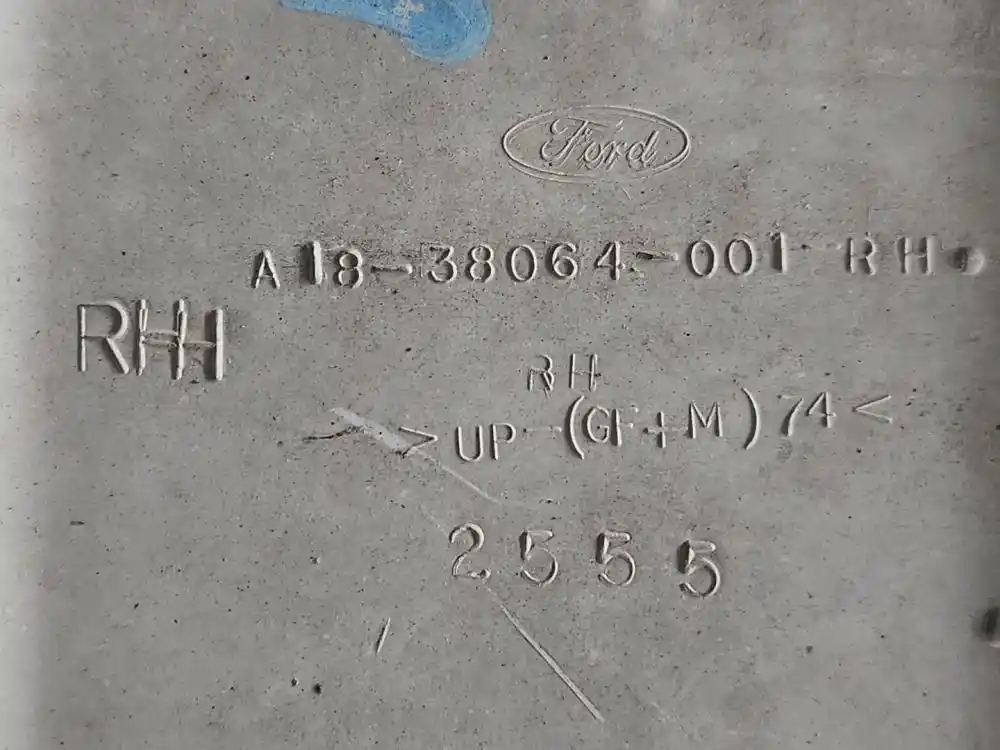 Ford
A18-38064-001 RH
RHH
RH
>UP-(GF+M)74<
2555